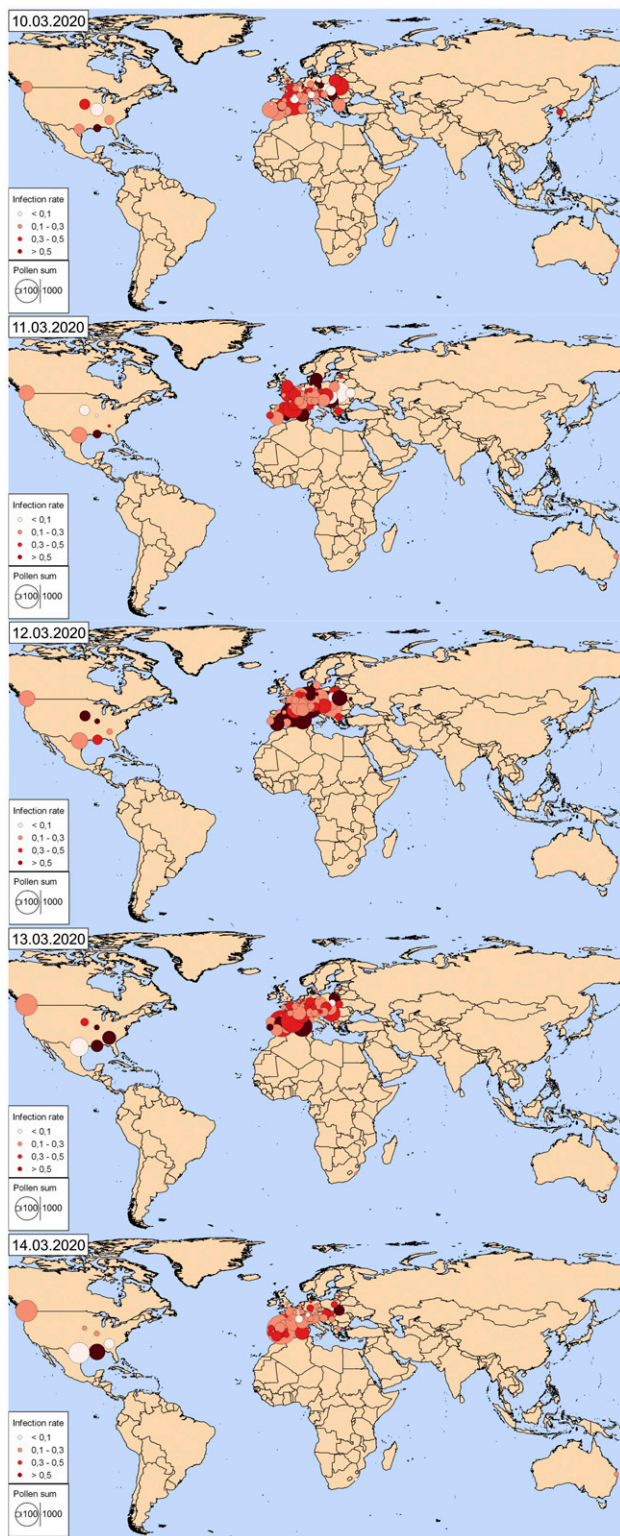 10.03.2020
Infection rate
< 0,1
0,1 - 0,3
0,3 - 0,5
> 0,5
Pollen sum
100 1000
11.03.2020
Infection rate
< 0,1
0,1 - 0,3
0,3 - 0,5
> 0,5
Pollen sum
100 1000
12.03.2020
Infection rate
< 0,1
0,1 - 0,3
0,3 - 0,5
> 0,5
Pollen sum
100 1000
13.03.2020
Infection rate
< 0,1
0,1 - 0,3
0,3 - 0,5
> 0,5
Pollen sum
100 1000
14.03.2020
Infection rate
< 0,1
0,1 - 0,3
0,3 - 0,5
> 0,5
Pollen sum
100 1000